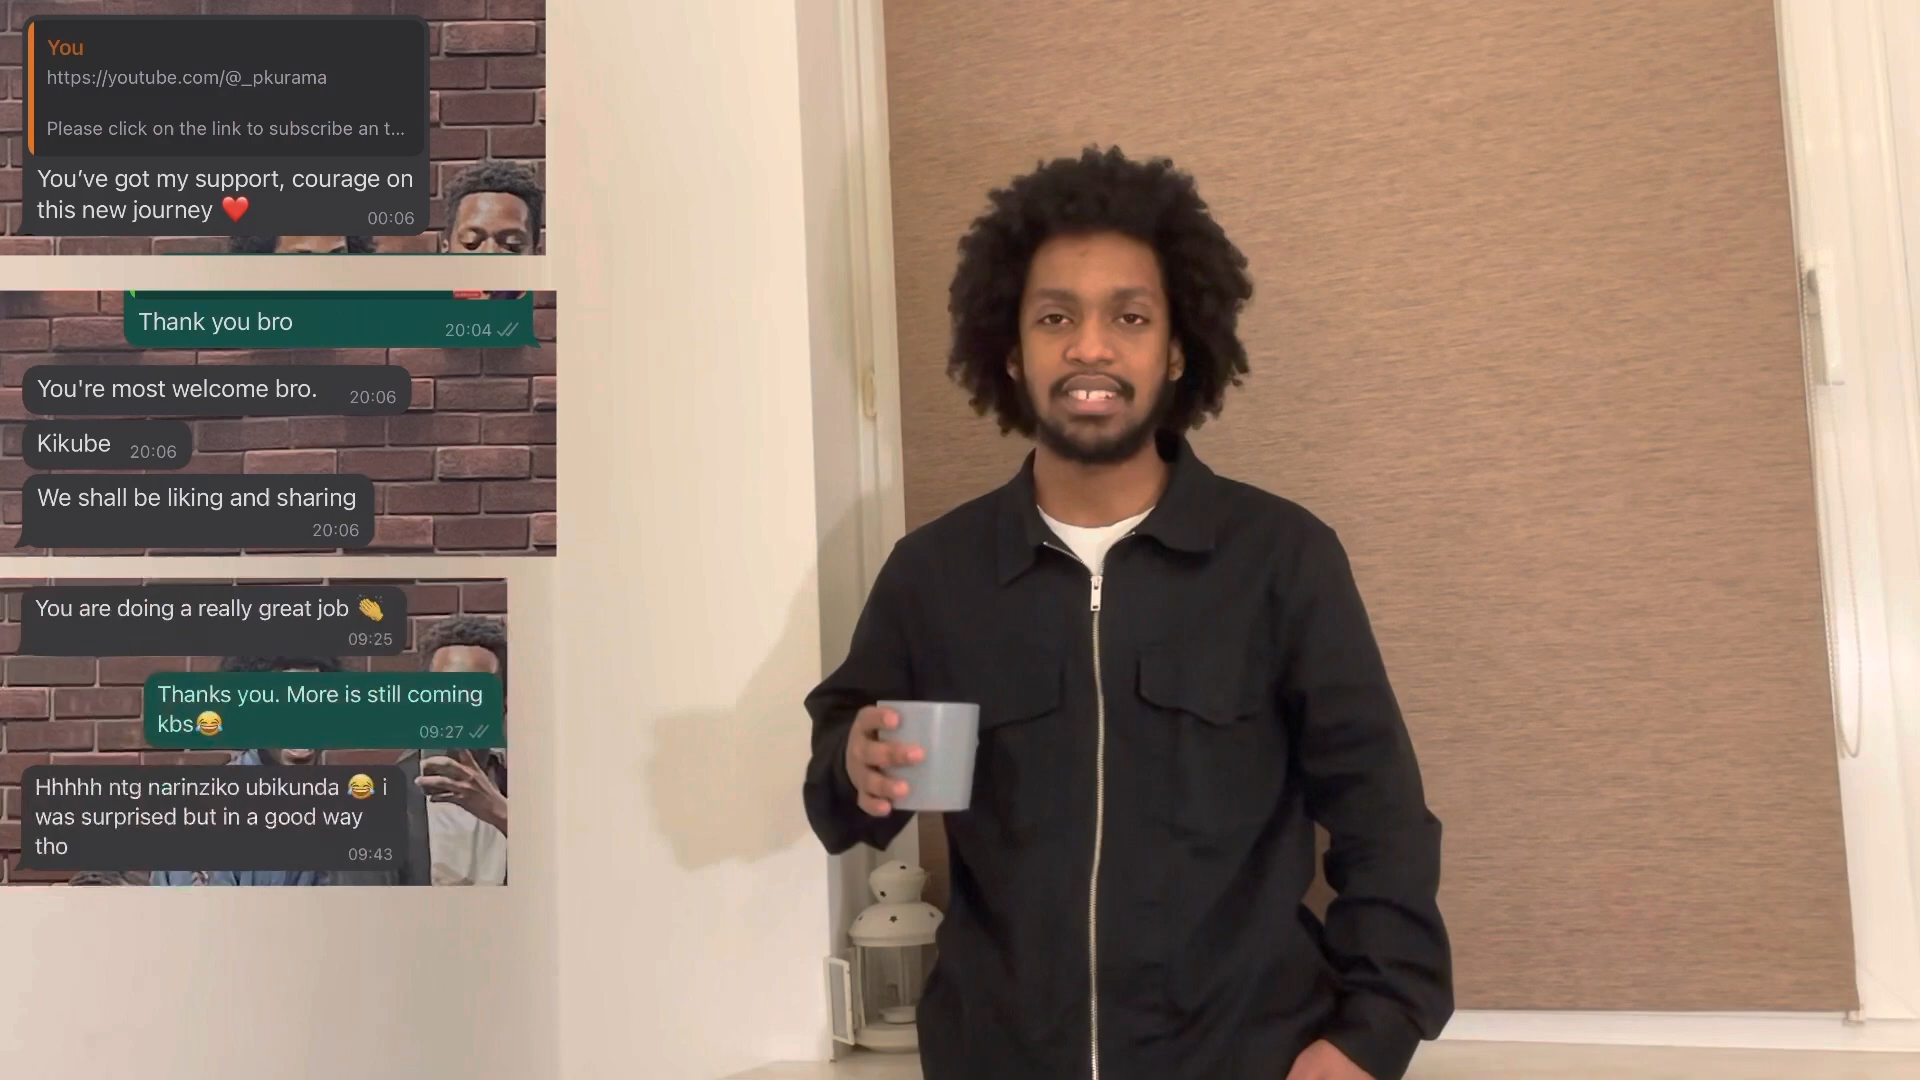 You
https://youtube.com/@_pkurama
Please click on the link to subscribe an t...
You’ve got my support, courage on
this new journey ❤️
00:06
Thank you bro
20:04
You're most welcome bro.
20:06
Kikube
20:06
We shall be liking and sharing
20:06
You are doing a really great job 👏
09:25
Thanks you. More is still coming
kbs😂
09:27
Hhhhh ntg narinziko ubikunda 😂 i
was surprised but in a good way
tho
09:43